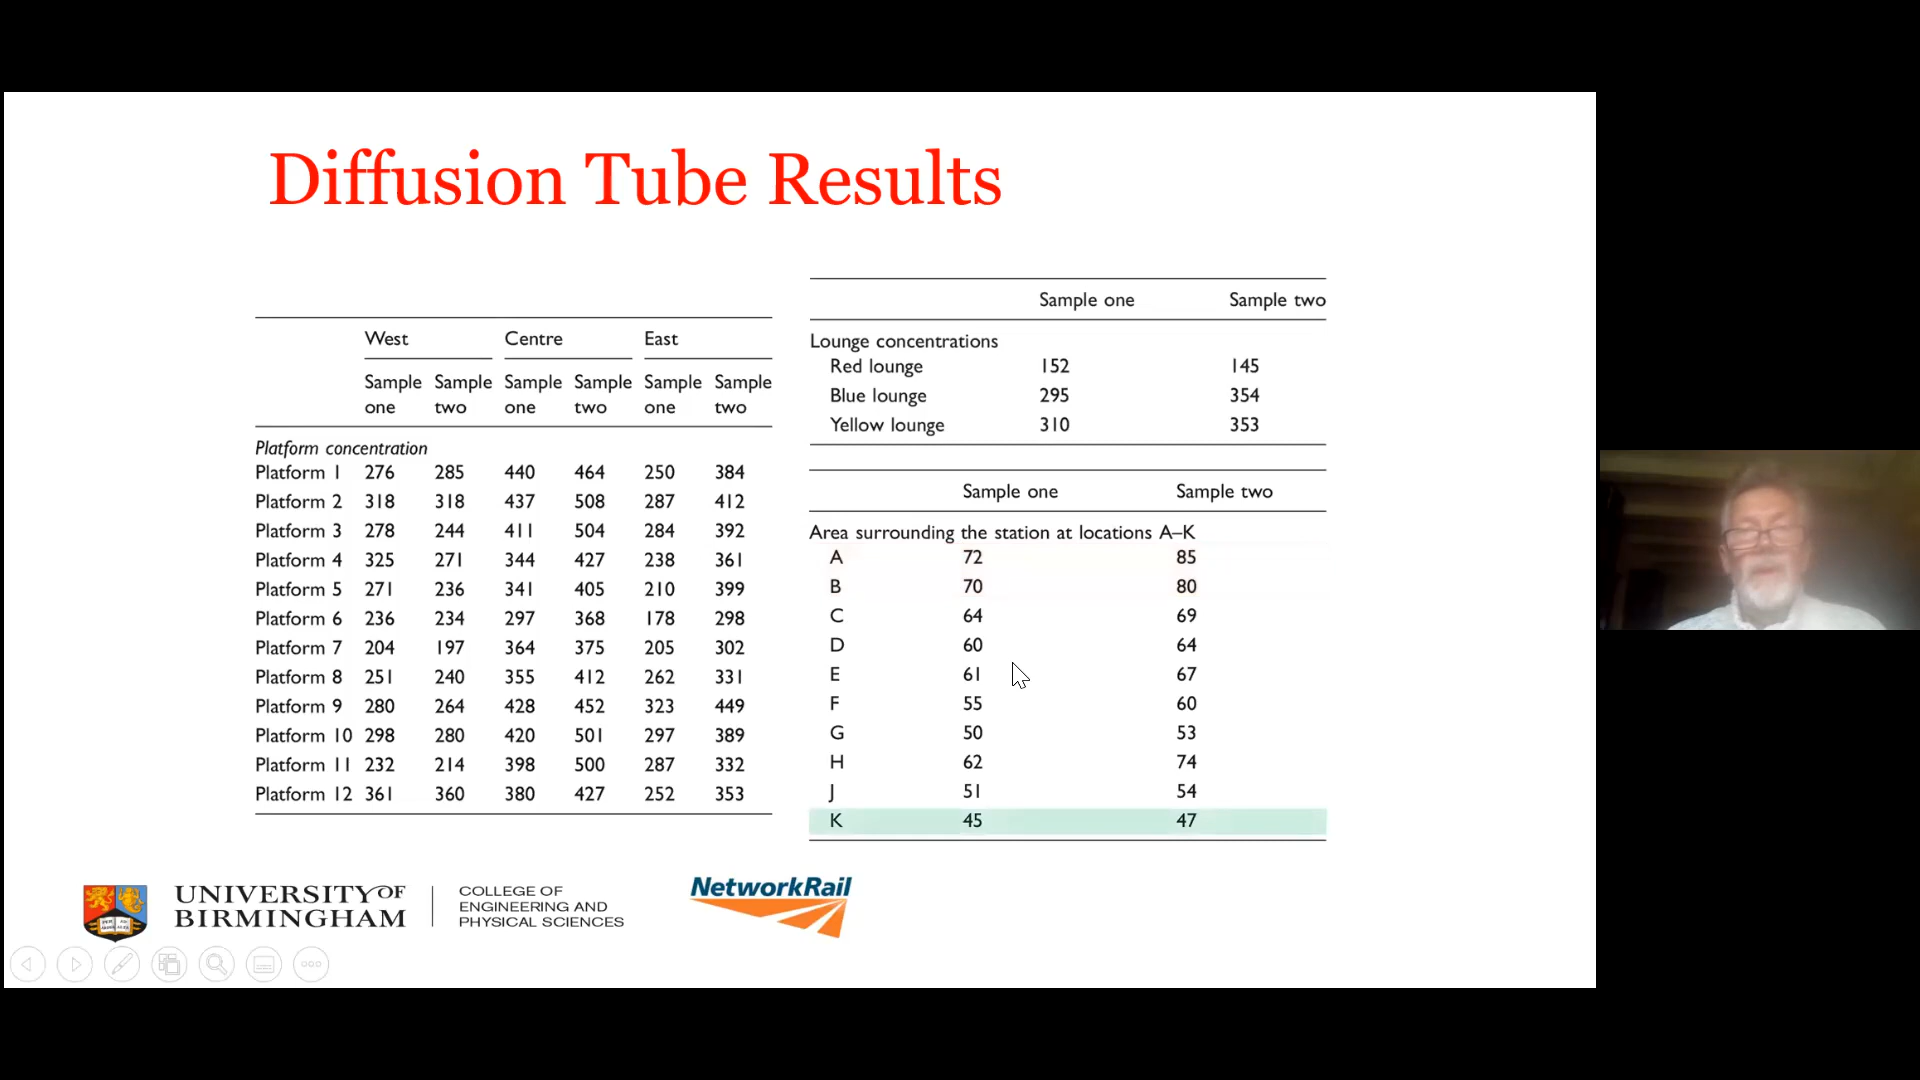 Diffusion Tube Results
West Centre East
Sample Sample Sample Sample Sample Sample
one two one two one two
Platform concentration
Platform 1 276 285 440 464 250 384
Platform 2 318 318 437 508 287 412
Platform 3 278 244 411 504 284 392
Platform 4 325 271 344 427 238 361
Platform 5 271 236 341 405 210 399
Platform 6 236 234 297 368 178 298
Platform 7 204 197 364 375 205 302
Platform 8 251 240 355 412 262 331
Platform 9 280 264 428 452 323 449
Platform 10 298 280 420 501 297 389
Platform 11 232 214 398 500 287 332
Platform 12 361 360 380 427 252 353
Sample one Sample two
Lounge concentrations
Red lounge 152 145
Blue lounge 295 354
Yellow lounge 310 353
Sample one Sample two
Area surrounding the station at locations A–K
A 72 85
B 70 80
C 64 69
D 60 64
E 61 67
F 55 60
G 50 53
H 62 74
J 51 54
K 45 47
UNIVERSITY OF
BIRMINGHAM
COLLEGE OF
ENGINEERING AND
PHYSICAL SCIENCES
NetworkRail